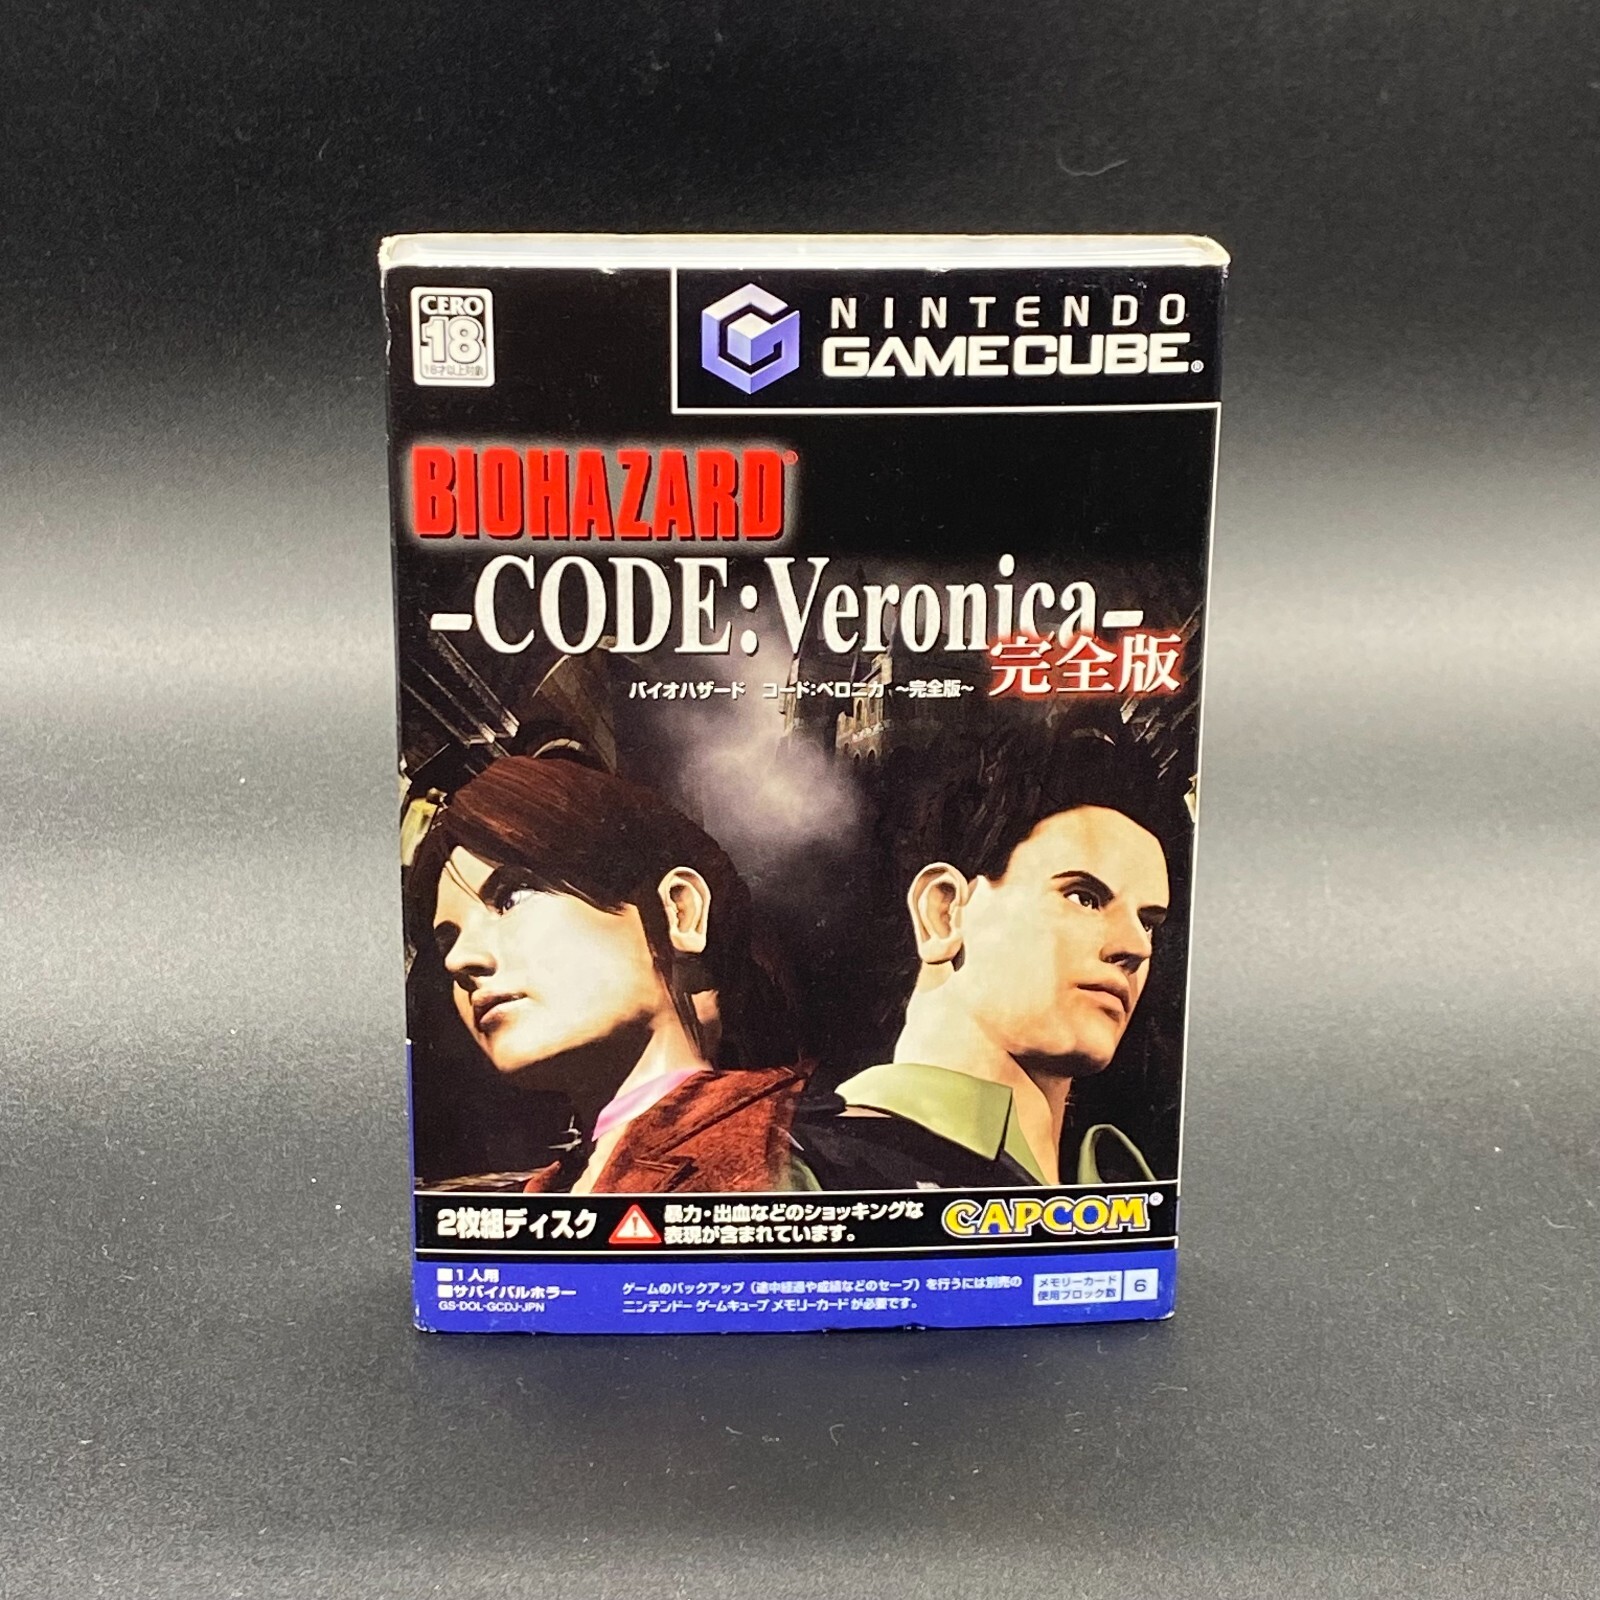 CERO
18
18才以上対象
NINTENDO
GAMECUBE®
BIOHAZARD®
-CODE:Veronica-
完全版
バイオハザード コード:ベロニカ ~完全版~
2枚組ディスク
暴力・出血などのショッキングな
表現が含まれています。
CAPCOM®
■1人用
■サバイバルホラー
GS-DOL-GCDJ-JPN
ゲームのバックアップ（途中経過や成績などのセーブ）を行うには別売の
ニンテンドーゲームキューブメモリーカードが必要です。
メモリーカード
使用ブロック数
6